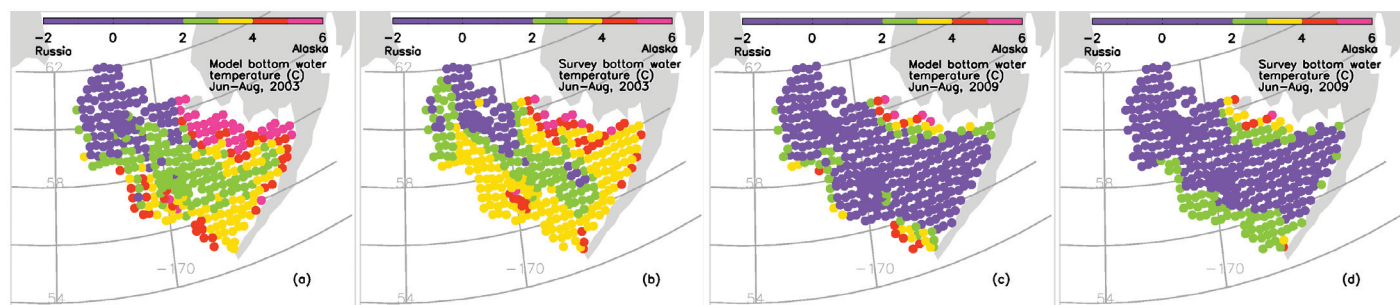 -2 0 2 4 6
Russia Alaska
62
Model bottom water
temperature (C)
Jun-Aug, 2003
58
-170
54
(a)
-2 0 2 4 6
Russia Alaska
62
Survey bottom water
temperature (C)
Jun-Aug, 2003
58
-170
54
(b)
-2 0 2 4 6
Russia Alaska
62
Model bottom water
temperature (C)
Jun-Aug, 2009
58
-170
54
(c)
-2 0 2 4 6
Russia Alaska
62
Survey bottom water
temperature (C)
Jun-Aug, 2009
58
-170
54
(d)